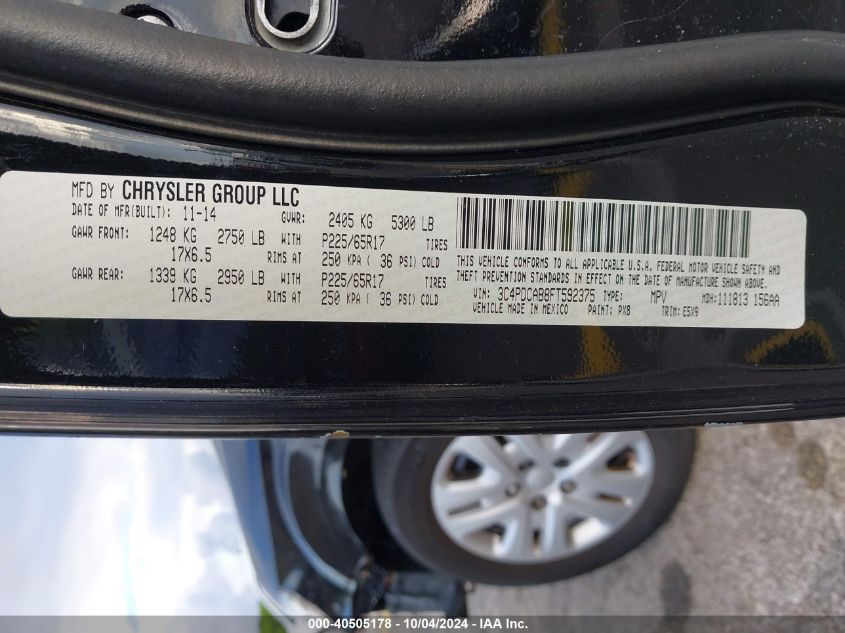 MFD BY CHRYSLER GROUP LLC
DATE OF MFR(BUILT): 11-14 GVWR: 2405 KG 5300 LB
GAWR FRONT: 1248 KG 2750 LB WITH P225/65R17 TIRES
17X6.5 RIMS AT 250 KPA ( 36 PSI) COLD
GAWR REAR: 1339 KG 2950 LB WITH P225/65R17 TIRES
17X6.5 RIMS AT 250 KPA ( 36 PSI) COLD
THIS VEHICLE CONFORMS TO ALL APPLICABLE U.S.A. FEDERAL MOTOR VEHICLE SAFETY AND
THEFT PREVENTION STANDARDS IN EFFECT ON THE DATE OF MANUFACTURE SHOWN ABOVE.
VIN: 3C4PDCAB8FT592375 TYPE: MPV MDH:111813 156AA
VEHICLE MADE IN MEXICO PAINT: PX8 TRIM: E5X9
000-40505178 - 10/04/2024 - IAA Inc.